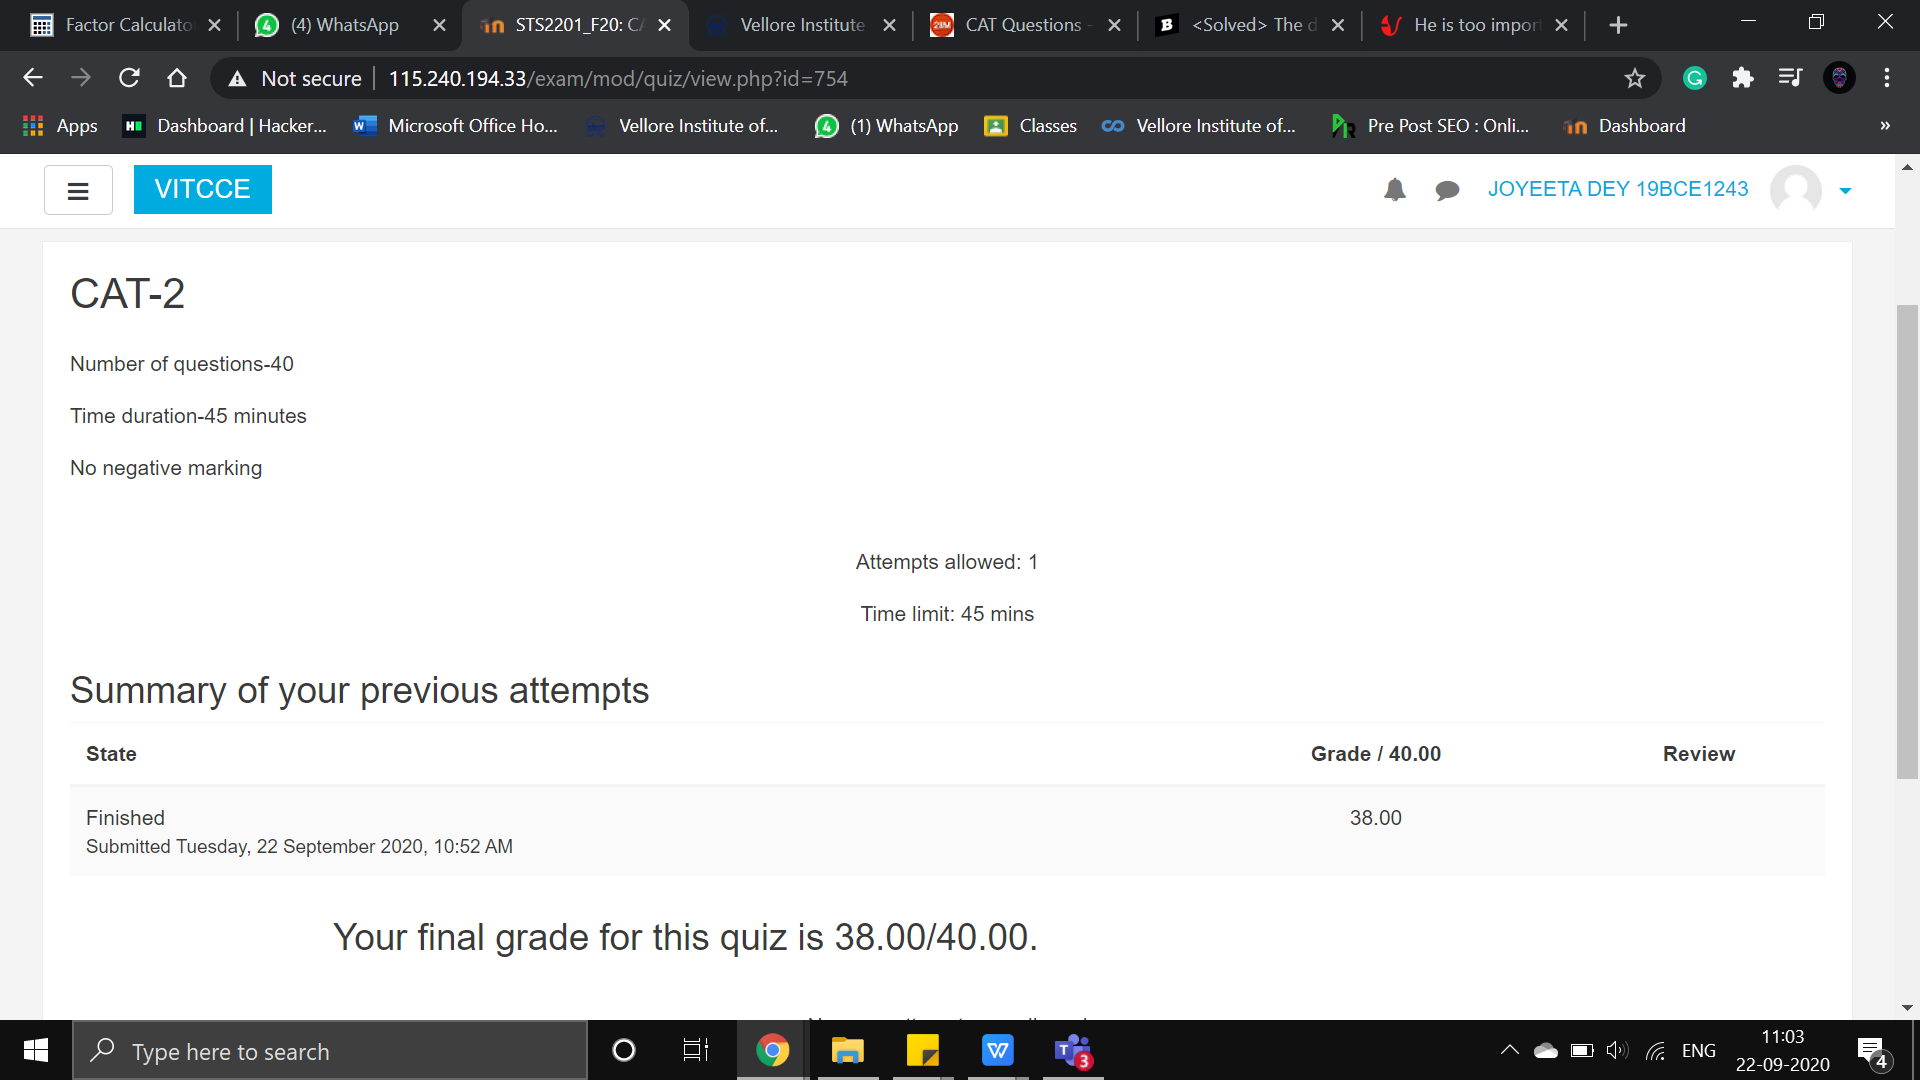 Factor Calculato
(4) WhatsApp
STS2201_F20: CA
Vellore Institute
CAT Questions -
<Solved> The d
He is too impor
Not secure
115.240.194.33/exam/mod/quiz/view.php?id=754
Apps
Dashboard | Hacker...
Microsoft Office Ho...
Vellore Institute of...
(1) WhatsApp
Classes
Vellore Institute of...
Pre Post SEO : Onli...
Dashboard
»
VITCCE
JOYEETA DEY 19BCE1243
CAT-2
Number of questions-40
Time duration-45 minutes
No negative marking
Attempts allowed: 1
Time limit: 45 mins
Summary of your previous attempts
State
Grade / 40.00
Review
Finished
38.00
Submitted Tuesday, 22 September 2020, 10:52 AM
Your final grade for this quiz is 38.00/40.00.
Type here to search
3
ENG
11:03
22-09-2020
4